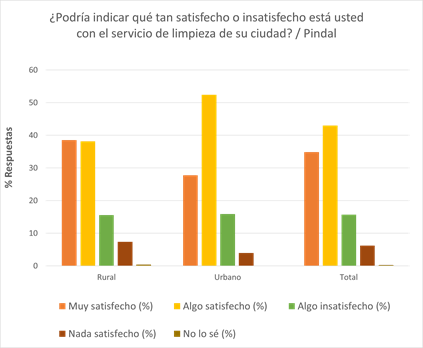 ¿Podría indicar qué tan satisfecho o insatisfecho está usted
con el servicio de limpieza de su ciudad? / Pindal
% Respuestas
60
50
40
30
20
10
0
Rural Urbano Total
Muy satisfecho (%) Algo satisfecho (%) Algo insatisfecho (%)
Nada satisfecho (%) No lo sé (%)